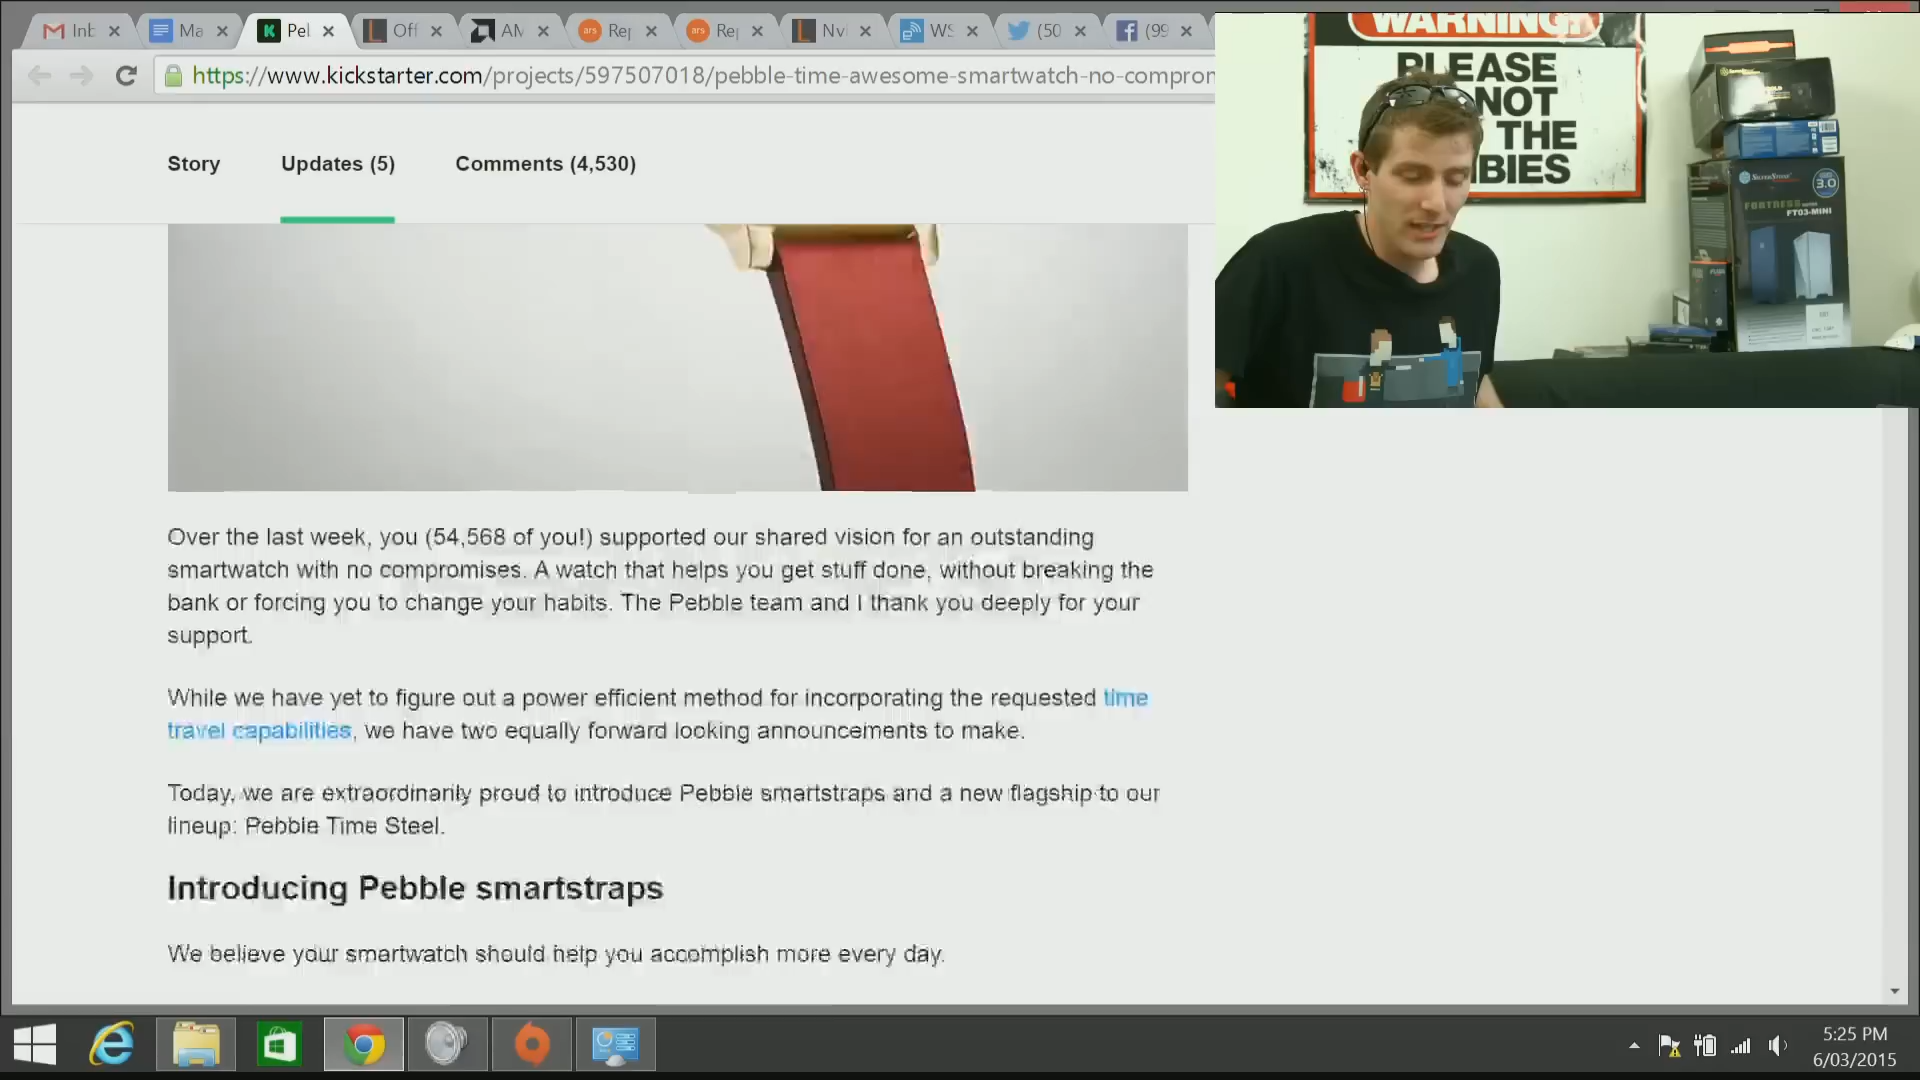 Inb
Ma
Pel
Off
AM
Rep
Rep
Nvi
WS
(50
(99
https://www.kickstarter.com/projects/597507018/pebble-time-awesome-smartwatch-no-compron
WARNING!
PLEASE
NOT
THE
BIES
SILVERSTONE
3.0
FORTRESS
FT03-MINI
Story
Updates (5)
Comments (4,530)
Over the last week, you (54,568 of you!) supported our shared vision for an outstanding
smartwatch with no compromises. A watch that helps you get stuff done, without breaking the
bank or forcing you to change your habits. The Pebble team and I thank you deeply for your
support.
While we have yet to figure out a power efficient method for incorporating the requested time
travel capabilities, we have two equally forward looking announcements to make.
Today, we are extraordinarily proud to introduce Pebble smartstraps and a new flagship to our
lineup: Pebble Time Steel.
Introducing Pebble smartstraps
We believe your smartwatch should help you accomplish more every day.
5:25 PM
6/03/2015